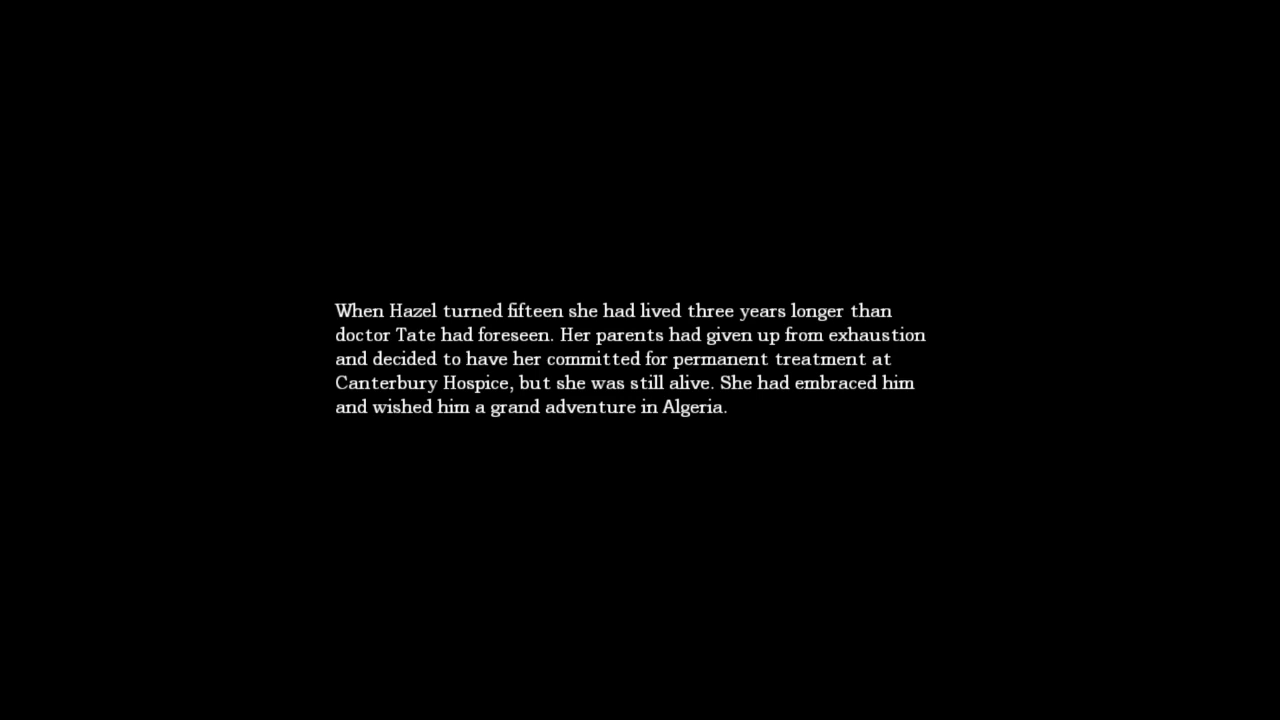 When Hazel turned fifteen she had lived three years longer than
doctor Tate had foreseen. Her parents had given up from exhaustion
and decided to have her committed for permanent treatment at
Canterbury Hospice, but she was still alive. She had embraced him
and wished him a grand adventure in Algeria.